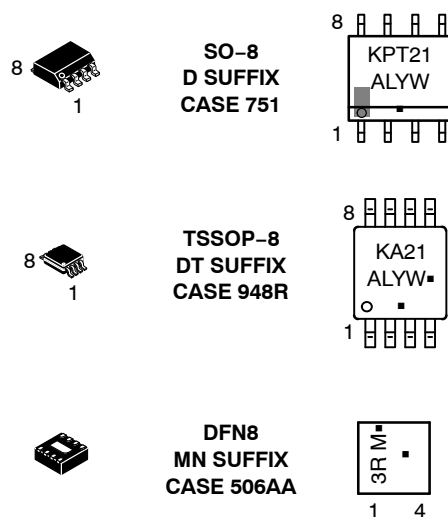 8
1
SO−8
D SUFFIX
CASE 751
8
KPT21
ALYW
1
8
1
TSSOP−8
DT SUFFIX
CASE 948R
8
KA21
ALYW▪
▪
1
DFN8
MN SUFFIX
CASE 506AA
3R M▪
▪
1 4